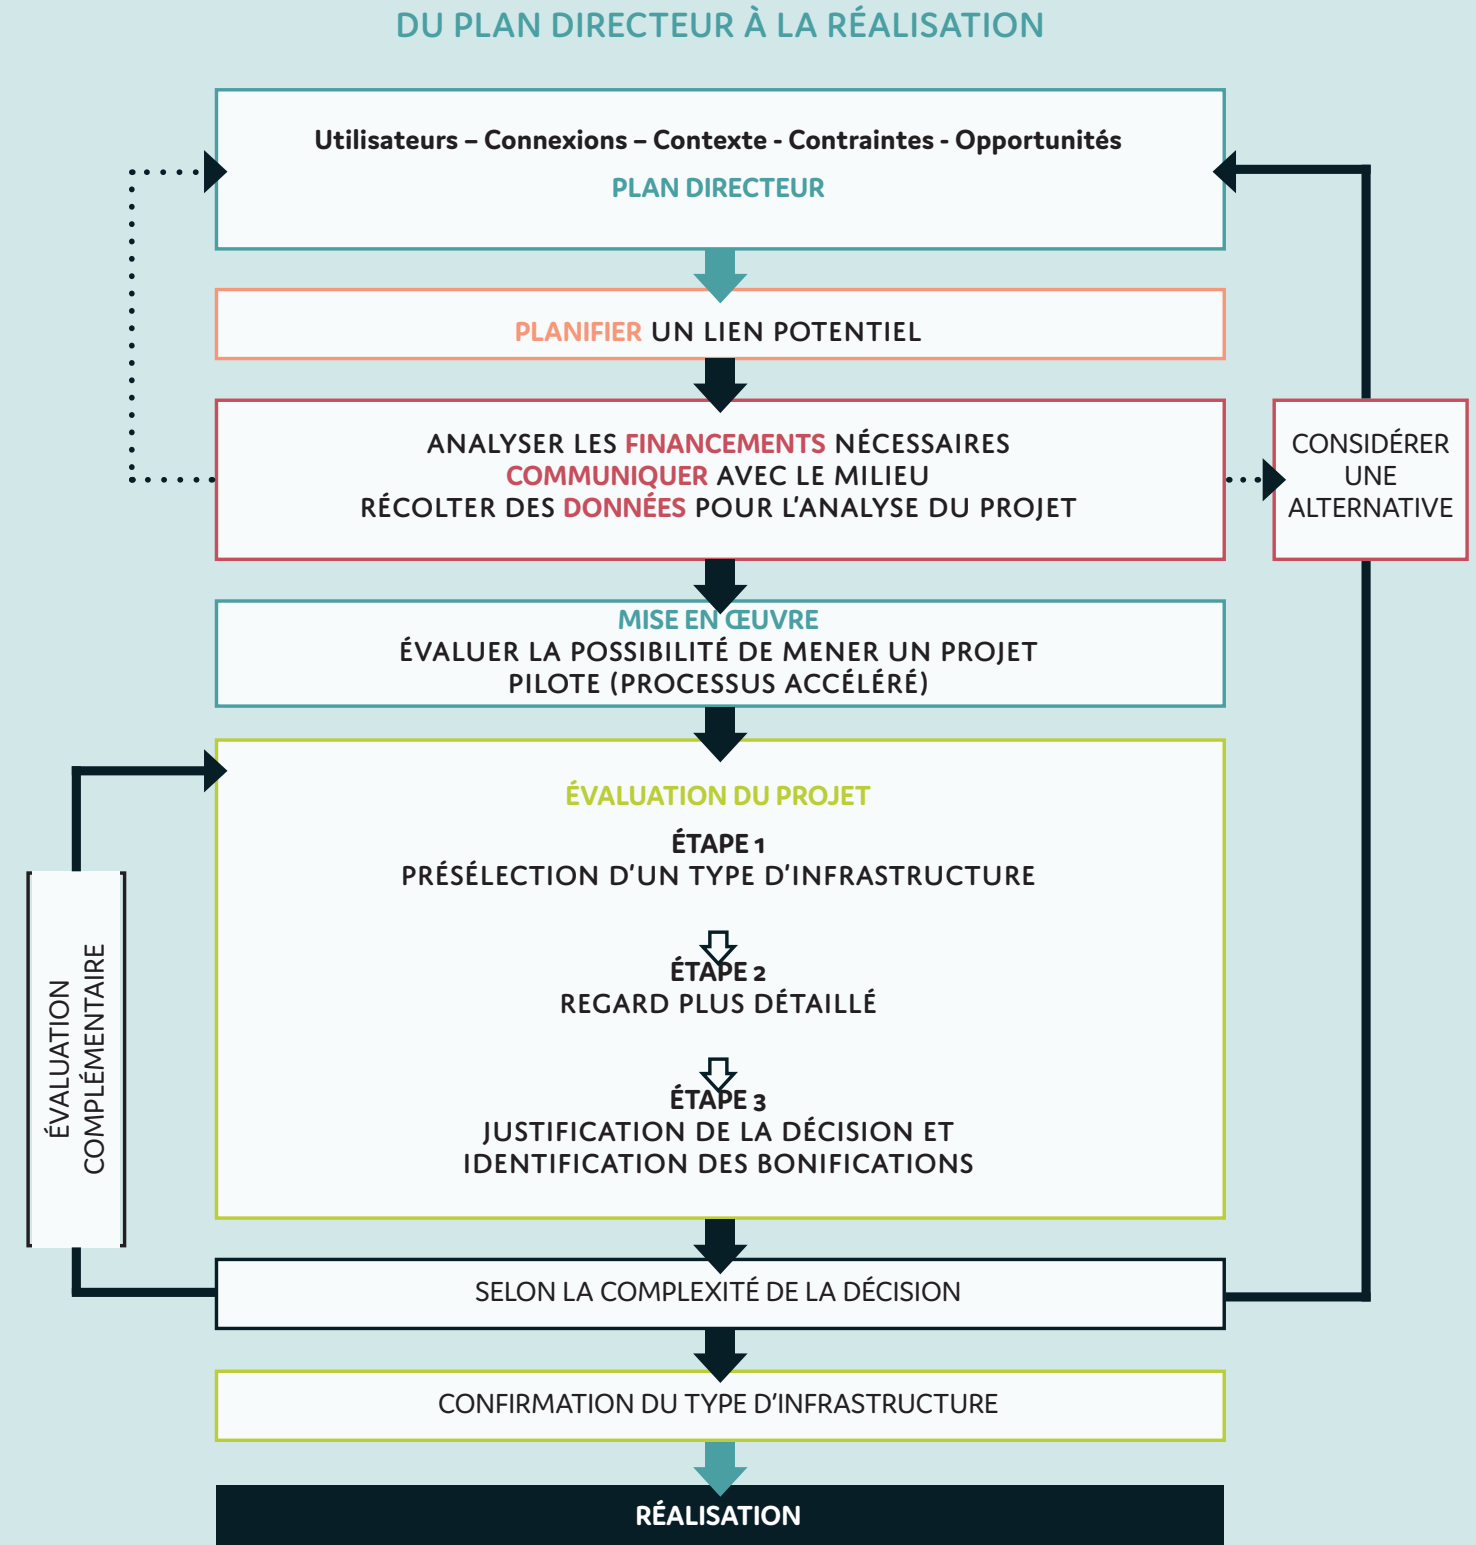 DU PLAN DIRECTEUR À LA RÉALISATION
Utilisateurs – Connexions – Contexte - Contraintes - Opportunités
PLAN DIRECTEUR
PLANIFIER UN LIEN POTENTIEL
ANALYSER LES FINANCEMENTS NÉCESSAIRES
COMMUNIQUER AVEC LE MILIEU
RÉCOLTER DES DONNÉES POUR L'ANALYSE DU PROJET
CONSIDÉRER
UNE
ALTERNATIVE
MISE EN ŒUVRE
ÉVALUER LA POSSIBILITÉ DE MENER UN PROJET
PILOTE (PROCESSUS ACCÉLÉRÉ)
ÉVALUATION DU PROJET
ÉTAPE 1
PRÉSÉLECTION D'UN TYPE D'INFRASTRUCTURE
ÉTAPE 2
REGARD PLUS DÉTAILLÉ
ÉTAPE 3
JUSTIFICATION DE LA DÉCISION ET
IDENTIFICATION DES BONIFICATIONS
ÉVALUATION
COMPLÉMENTAIRE
SELON LA COMPLEXITÉ DE LA DÉCISION
CONFIRMATION DU TYPE D'INFRASTRUCTURE
RÉALISATION